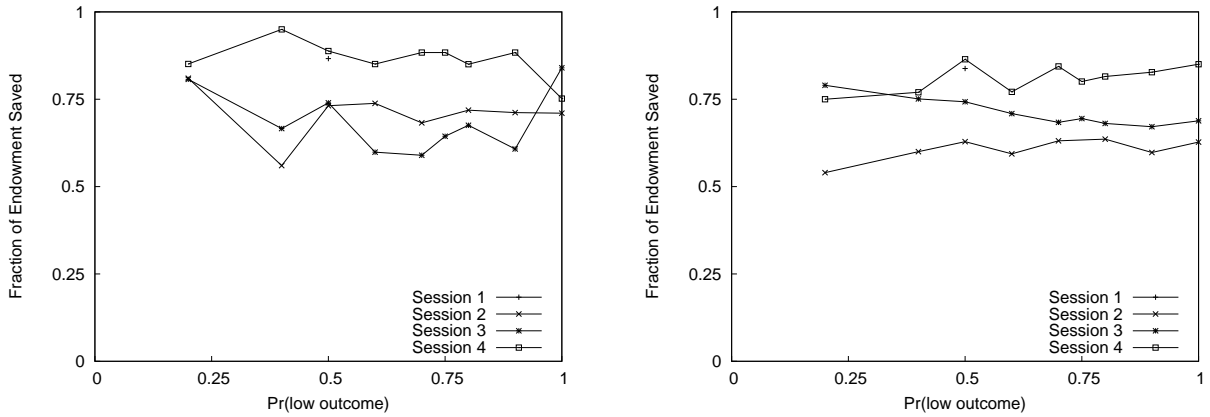 1
0.75
0.5
0.25
0
Fraction of Endowment Saved
Session 1
Session 2
Session 3
Session 4
0 0.25 0.5 0.75 1
Pr(low outcome)
1
0.75
0.5
0.25
0
Fraction of Endowment Saved
Session 1
Session 2
Session 3
Session 4
0 0.25 0.5 0.75 1
Pr(low outcome)